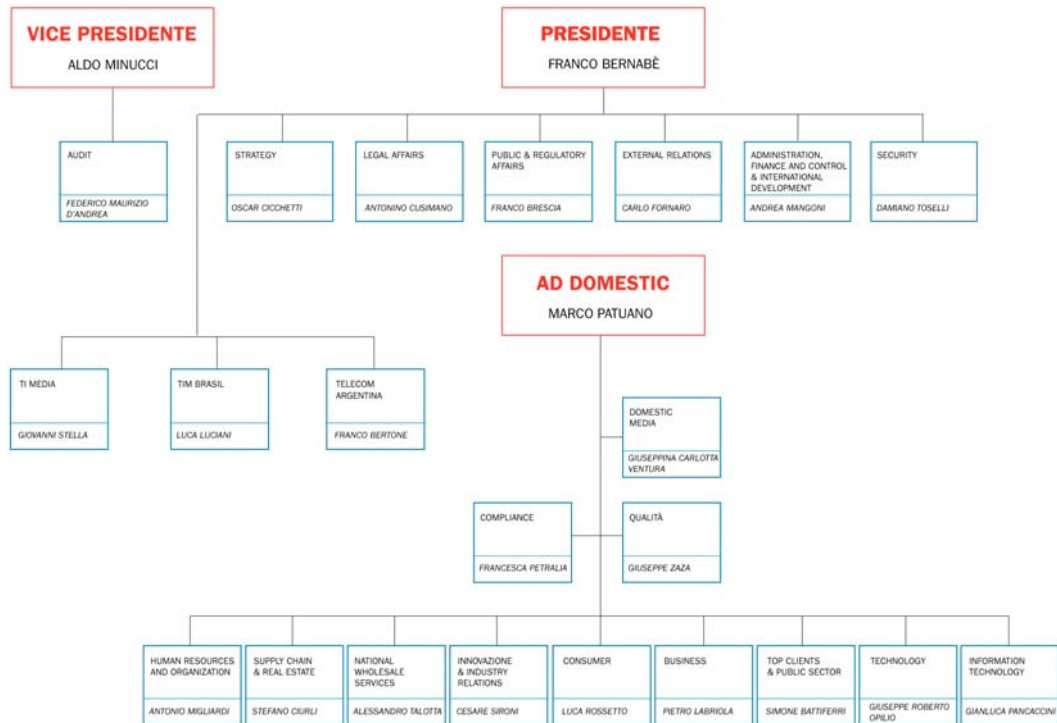 VICE PRESIDENTE
ALDO MINUCCI
PRESIDENTE
FRANCO BERNABÈ
AUDIT
FEDERICO MAURIZIO
D'ANDREA
STRATEGY
OSCAR CICCHETTI
LEGAL AFFAIRS
ANTONINO CUSIMANO
PUBLIC & REGULATORY
AFFAIRS
FRANCO BRESCIA
EXTERNAL RELATIONS
CARLO FORNARO
ADMINISTRATION,
FINANCE AND CONTROL
& INTERNATIONAL
DEVELOPMENT
ANDREA MANGONI
SECURITY
DAMIANO TOSELLI
AD DOMESTIC
MARCO PATUANO
TI MEDIA
GIOVANNI STELLA
TIM BRASIL
LUCA LUCIANI
TELECOM
ARGENTINA
FRANCO BERTONE
DOMESTIC
MEDIA
GIUSEPPINA CARLOTTA
VENTURA
COMPLIANCE
FRANCESCA PETRALIA
QUALITÀ
GIUSEPPE ZAZA
HUMAN RESOURCES
AND ORGANIZATION
ANTONIO MIGLIARDI
SUPPLY CHAIN
& REAL ESTATE
STEFANO CIURLI
NATIONAL
WHOLESALE
SERVICES
ALESSANDRO TALOTTA
INNOVAZIONE
& INDUSTRY
RELATIONS
CESARE SIRONI
CONSUMER
LUCA ROSSETTO
BUSINESS
PIETRO LABRIOLA
TOP CLIENTS
& PUBLIC SECTOR
SIMONE BATTIFERRI
TECHNOLOGY
GIUSEPPE ROBERTO
OPILIO
INFORMATION
TECHNOLOGY
GIANLUCA PANCACCINI